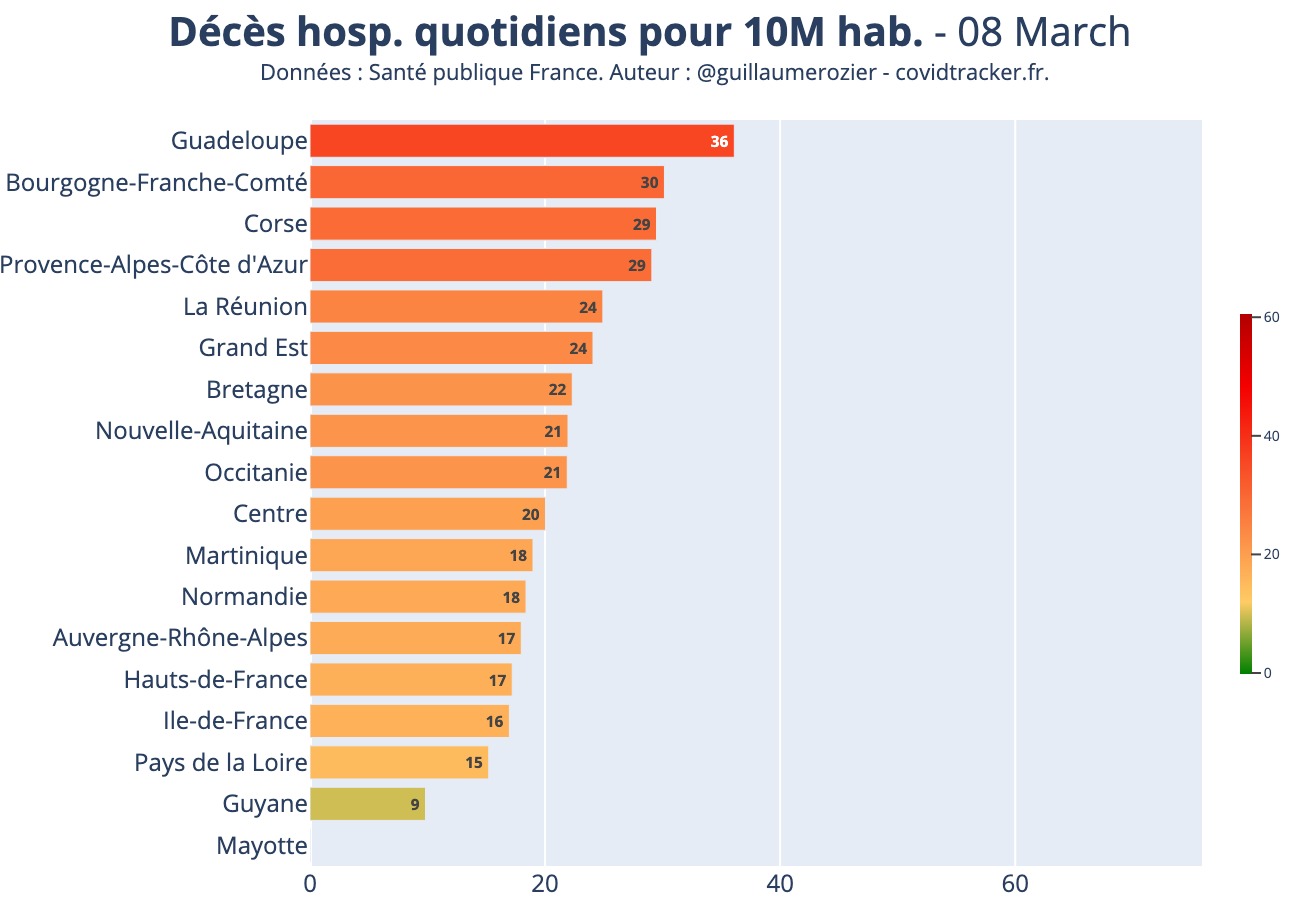 Décès hosp. quotidiens pour 10M hab. - 08 March
Données : Santé publique France. Auteur : @guillaumerozier - covidtracker.fr.
Guadeloupe 36
Bourgogne-Franche-Comté 30
Corse 29
Provence-Alpes-Côte d'Azur 29
La Réunion 24
Grand Est 24
Bretagne 22
Nouvelle-Aquitaine 21
Occitanie 21
Centre 20
Martinique 18
Normandie 18
Auvergne-Rhône-Alpes 17
Hauts-de-France 17
Ile-de-France 16
Pays de la Loire 15
Guyane 9
Mayotte
0 20 40 60
60
40
20
0